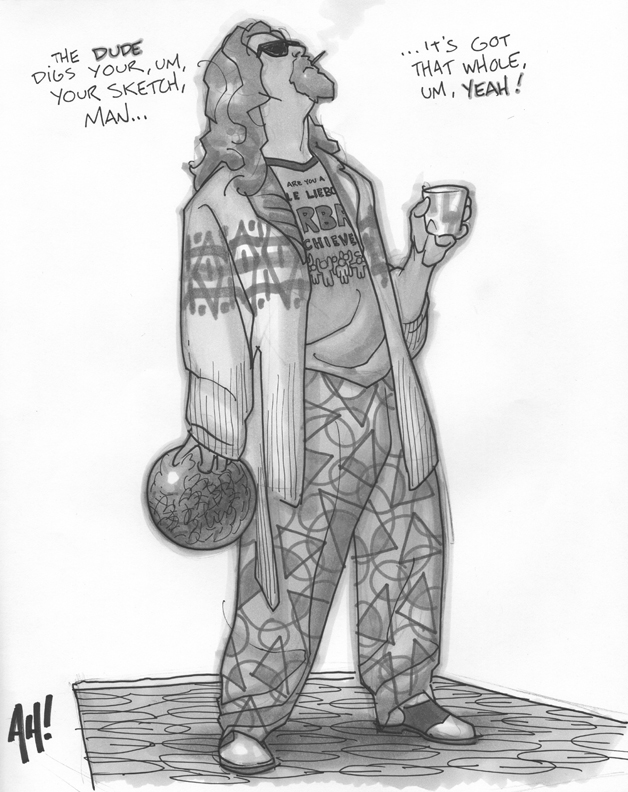 THE DUDE
DIGS YOUR, UM,
YOUR SKETCH,
MAN...
...IT'S GOT
THAT WHOLE,
UM, YEAH!
ARE YOU A
LE LIEBO
RBA
CHIEVE
AH!